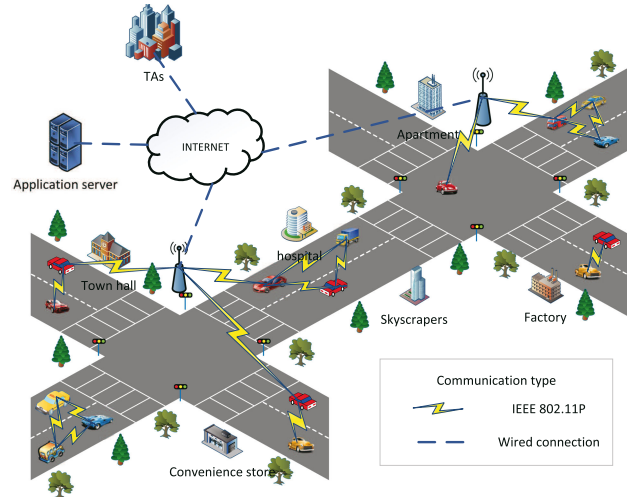 TAs
INTERNET
Apartment
Application server
hospital
Town hall
Skyscrapers
Factory
Communication type
IEEE 802.11P
Wired connection
Convenience store